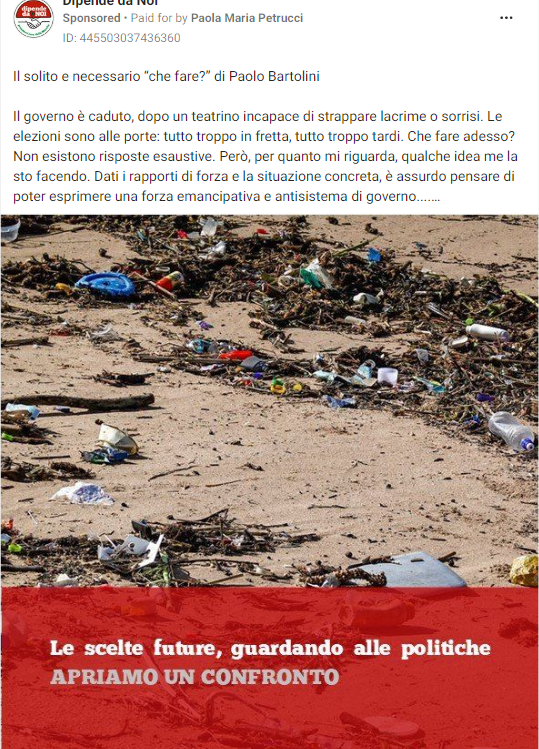 Dipende da Noi
dipende
da NOI
Sponsored • Paid for by Paola Maria Petrucci
ID: 445503037436360
Il solito e necessario “che fare?” di Paolo Bartolini
Il governo è caduto, dopo un teatrino incapace di strappare lacrime o sorisi. Le
elezioni sono alle porte: tutto troppo in fretta, tutto troppo tardi. Che fare adesso?
Non esistono risposte esaustive. Però, per quanto mi riguarda, qualche idea me la
sto facendo. Dati i rapporti di forza e la situazione concreta, è assurdo pensare di
poter esprimere una forza emancipativa e antisistema di governo.......
Le scelte future, guardando alle politiche
APRIAMO UN CONFRONTO